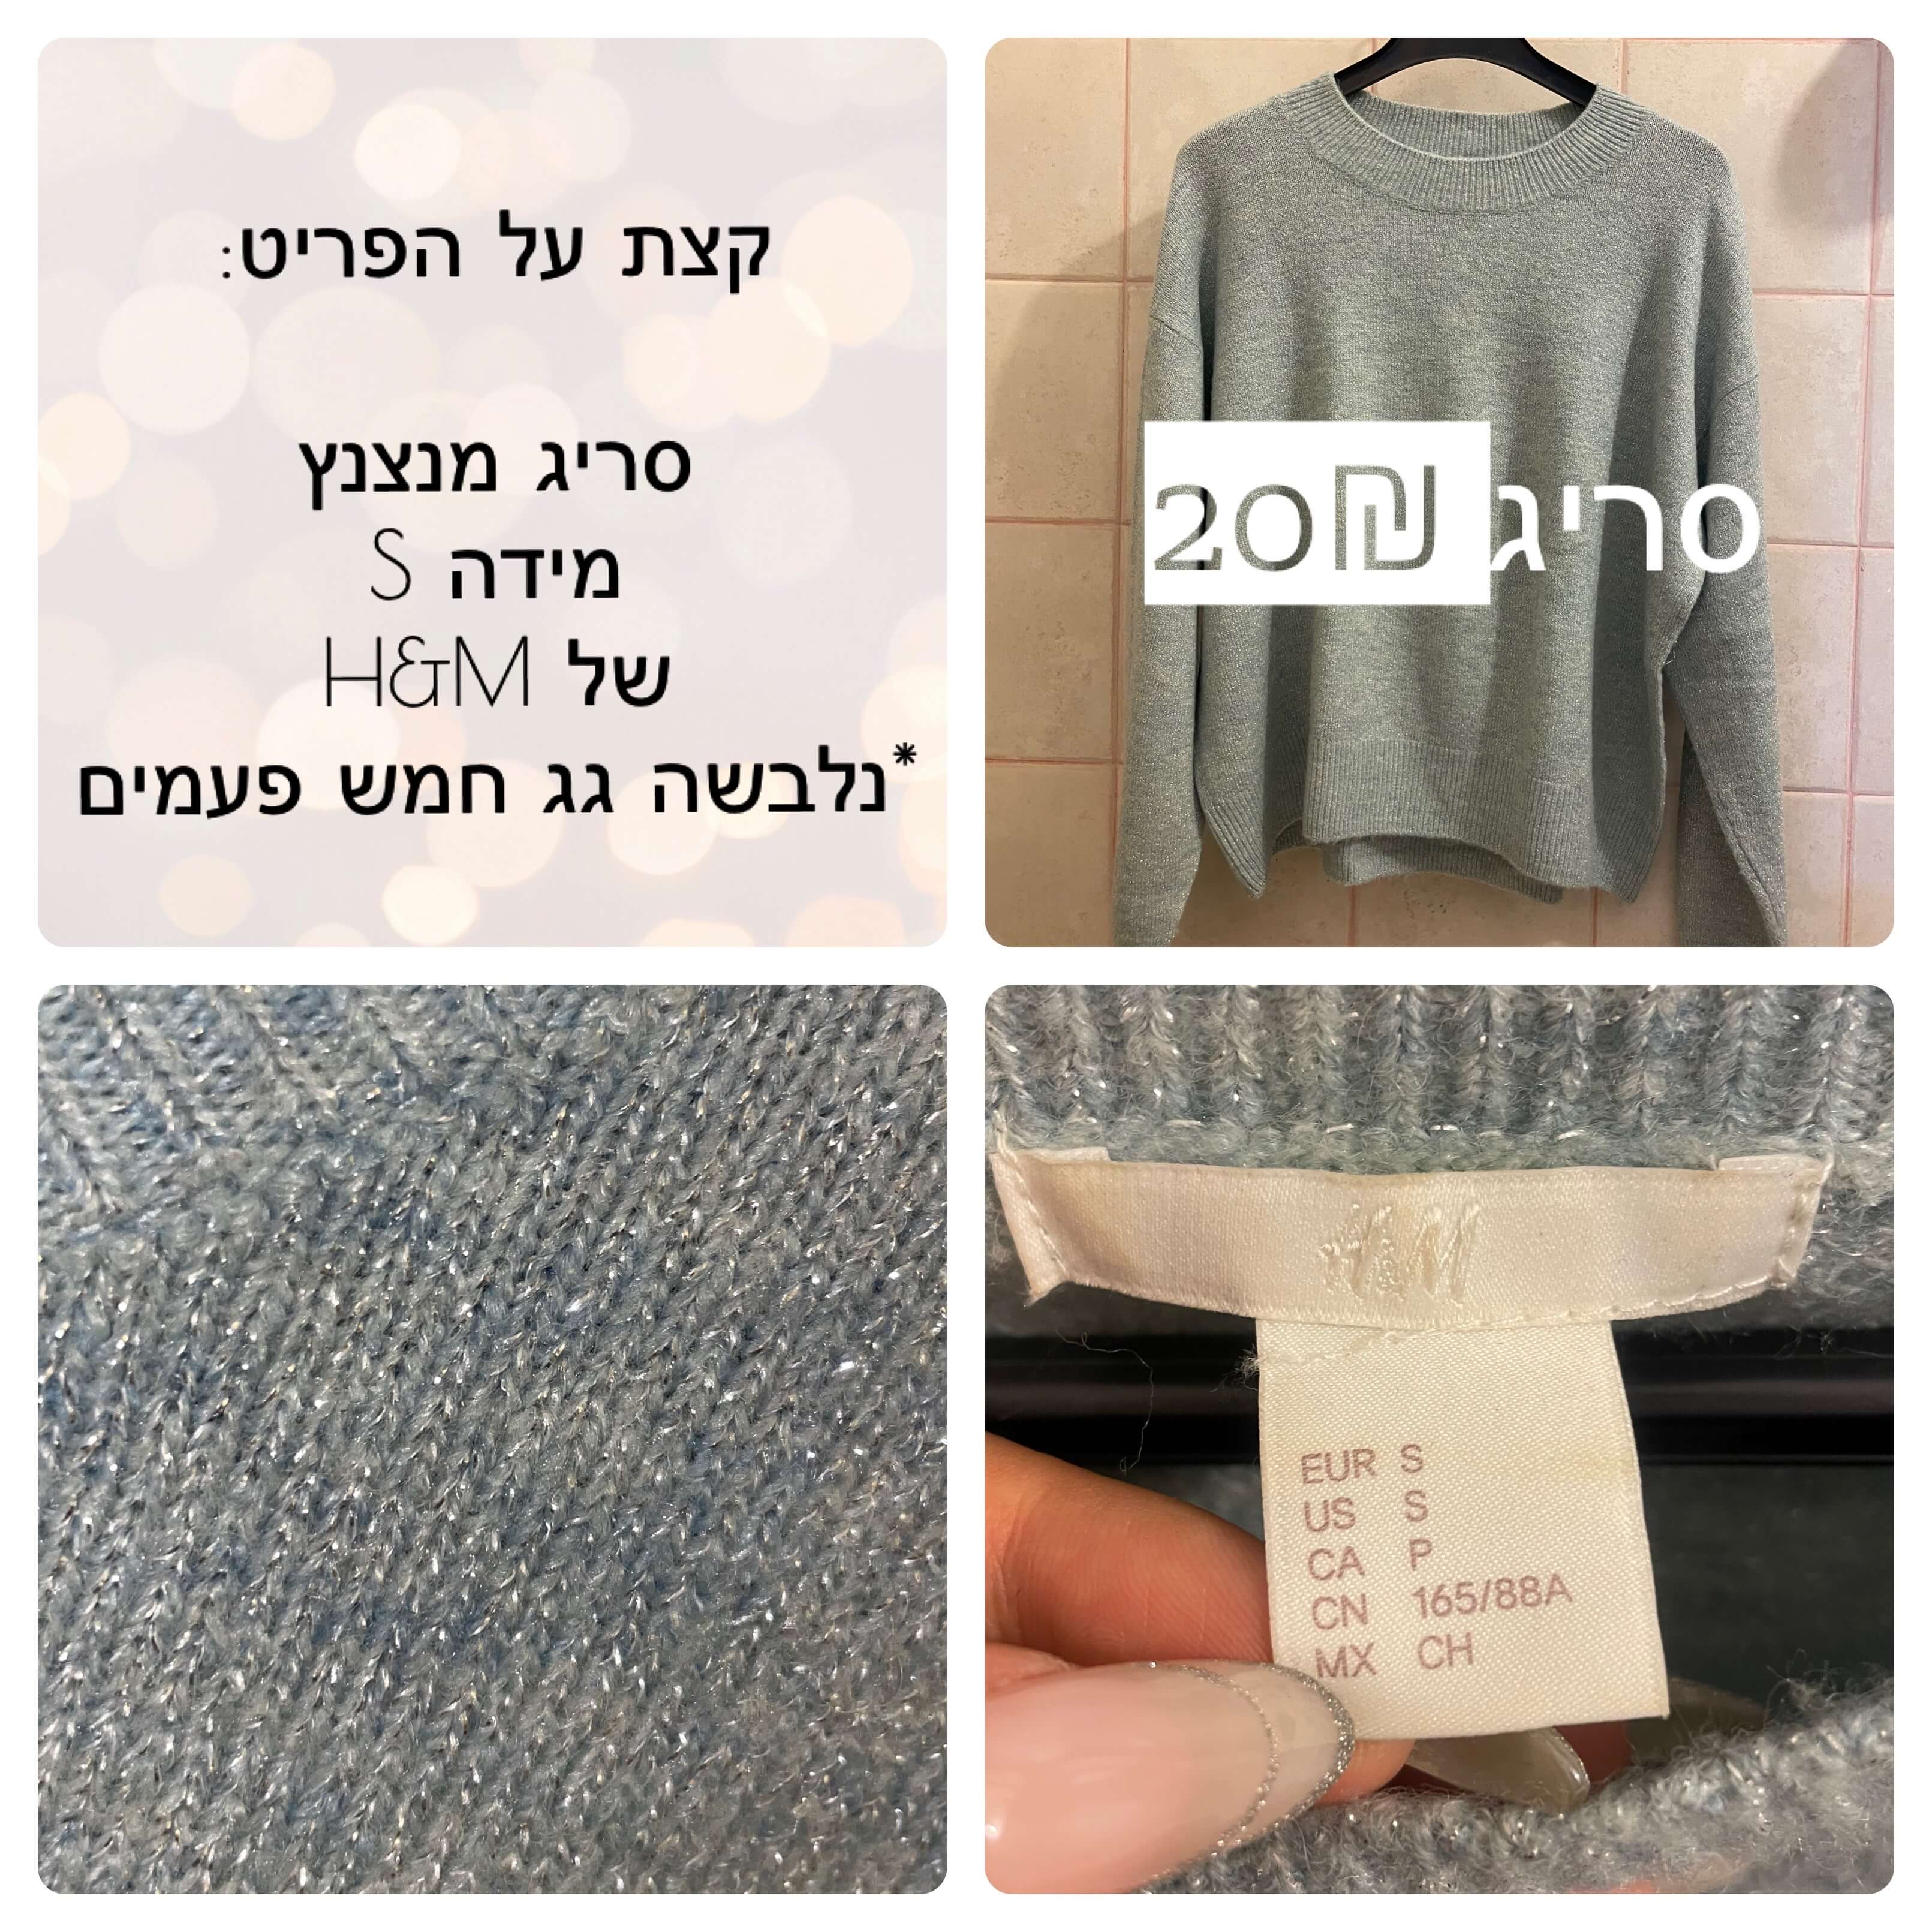 קצת על הפריט:
סריג מנצנץ
מידה S
של H&M
*נלבשה גג חמש פעמים
סריג 20₪
H&M
EUR S
US S
CA P
CN 165/88A
MX CH